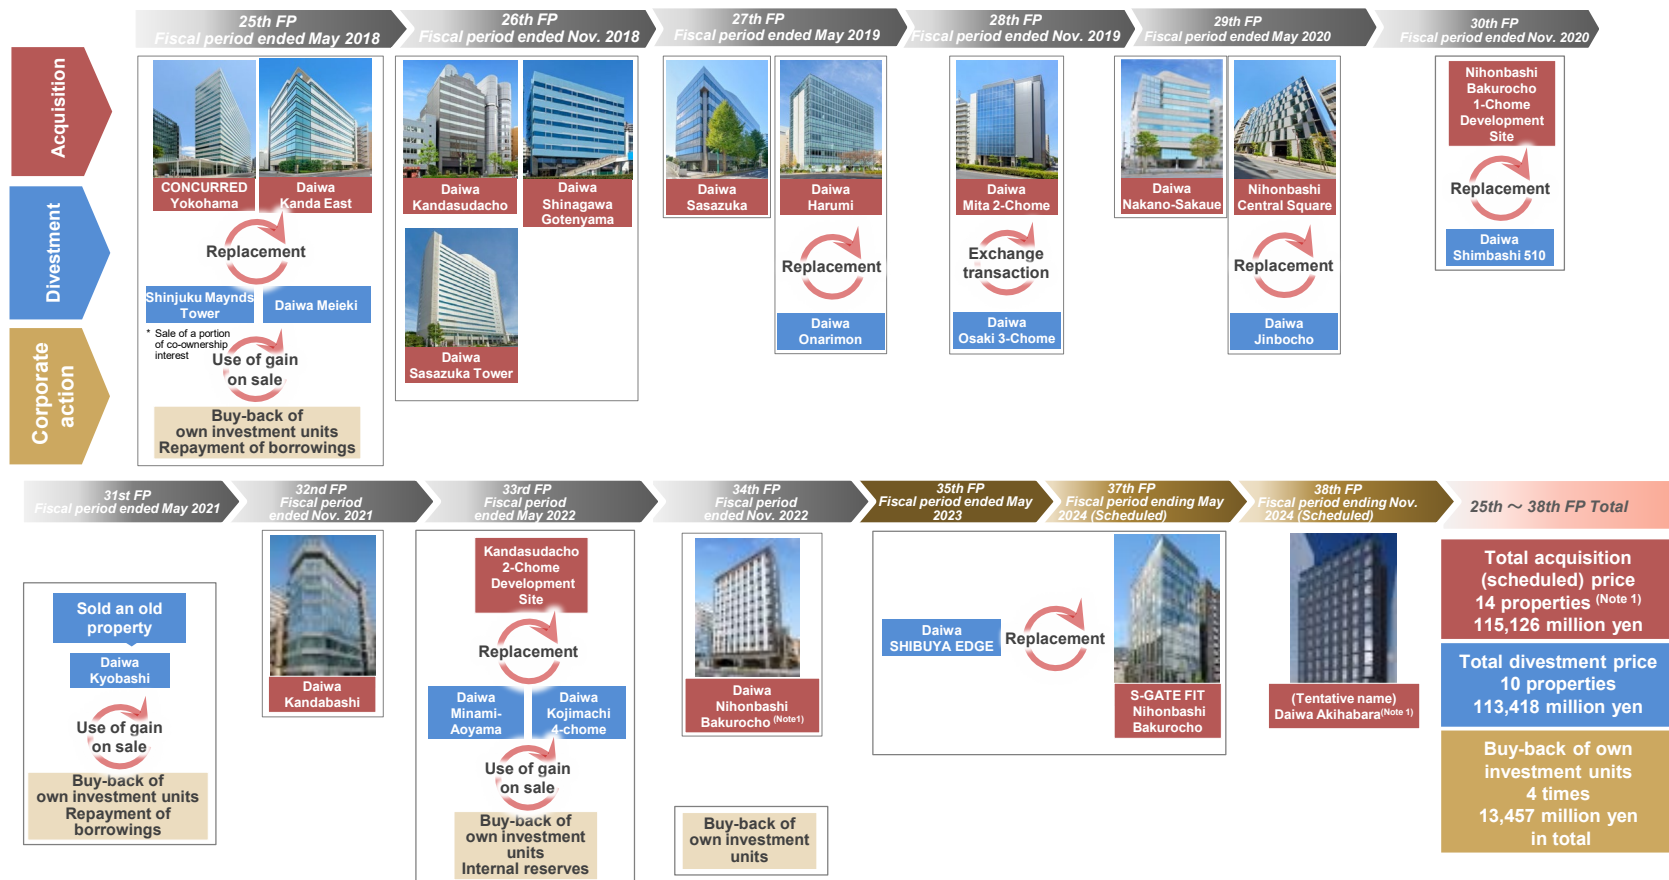 25th FP
Fiscal period ended May 2018
26th FP
Fiscal period ended Nov. 2018
27th FP
Fiscal period ended May 2019
28th FP
Fiscal period ended Nov. 2019
29th FP
Fiscal period ended May 2020
30th FP
Fiscal period ended Nov. 2020
Acquisition
Divestment
Corporate
action
CONCURRED
Yokohama
Daiwa
Kanda East
Replacement
Shinjuku Maynds
Tower
Daiwa Meieki
* Sale of a portion
of co-ownership
interest
Use of gain
on sale
Buy-back of
own investment units
Repayment of borrowings
Daiwa
Kandasudacho
Daiwa
Shinagawa
Gotenyama
Daiwa
Sasazuka Tower
Daiwa
Sasazuka
Daiwa
Harumi
Replacement
Daiwa
Onarimon
Daiwa
Mita 2-Chome
Exchange
transaction
Daiwa
Osaki 3-Chome
Daiwa
Nakano-Sakaue
Nihonbashi
Central Square
Replacement
Daiwa
Jinbocho
Nihonbashi
Bakurocho
1-Chome
Development
Site
Replacement
Daiwa
Shimbashi 510
31st FP
Fiscal period ended May 2021
32nd FP
Fiscal period
ended Nov. 2021
33rd FP
Fiscal period
ended May 2022
34th FP
Fiscal period
ended Nov. 2022
35th FP
Fiscal period ended May
2023
37th FP
Fiscal period ending May
2024 (Scheduled)
38th FP
Fiscal period ending Nov.
2024 (Scheduled)
25th ～ 38th FP Total
Sold an old
property
Daiwa
Kyobashi
Use of gain
on sale
Buy-back of
own investment units
Repayment of
borrowings
Daiwa
Kandabashi
Kandasudacho
2-Chome
Development
Site
Replacement
Daiwa
Minami-
Aoyama
Daiwa
Kojimachi
4-chome
Use of gain
on sale
Buy-back of
own investment
units
Internal reserves
Daiwa
Nihonbashi
Bakurocho (Note1)
Buy-back of
own investment
units
Daiwa
SHIBUYA EDGE
Replacement
S-GATE FIT
Nihonbashi
Bakurocho
(Tentative name)
Daiwa Akihabara(Note 1)
Total acquisition
(scheduled) price
14 properties (Note 1)
115,126 million yen
Total divestment price
10 properties
113,418 million yen
Buy-back of own
investment units
4 times
13,457 million yen
in total